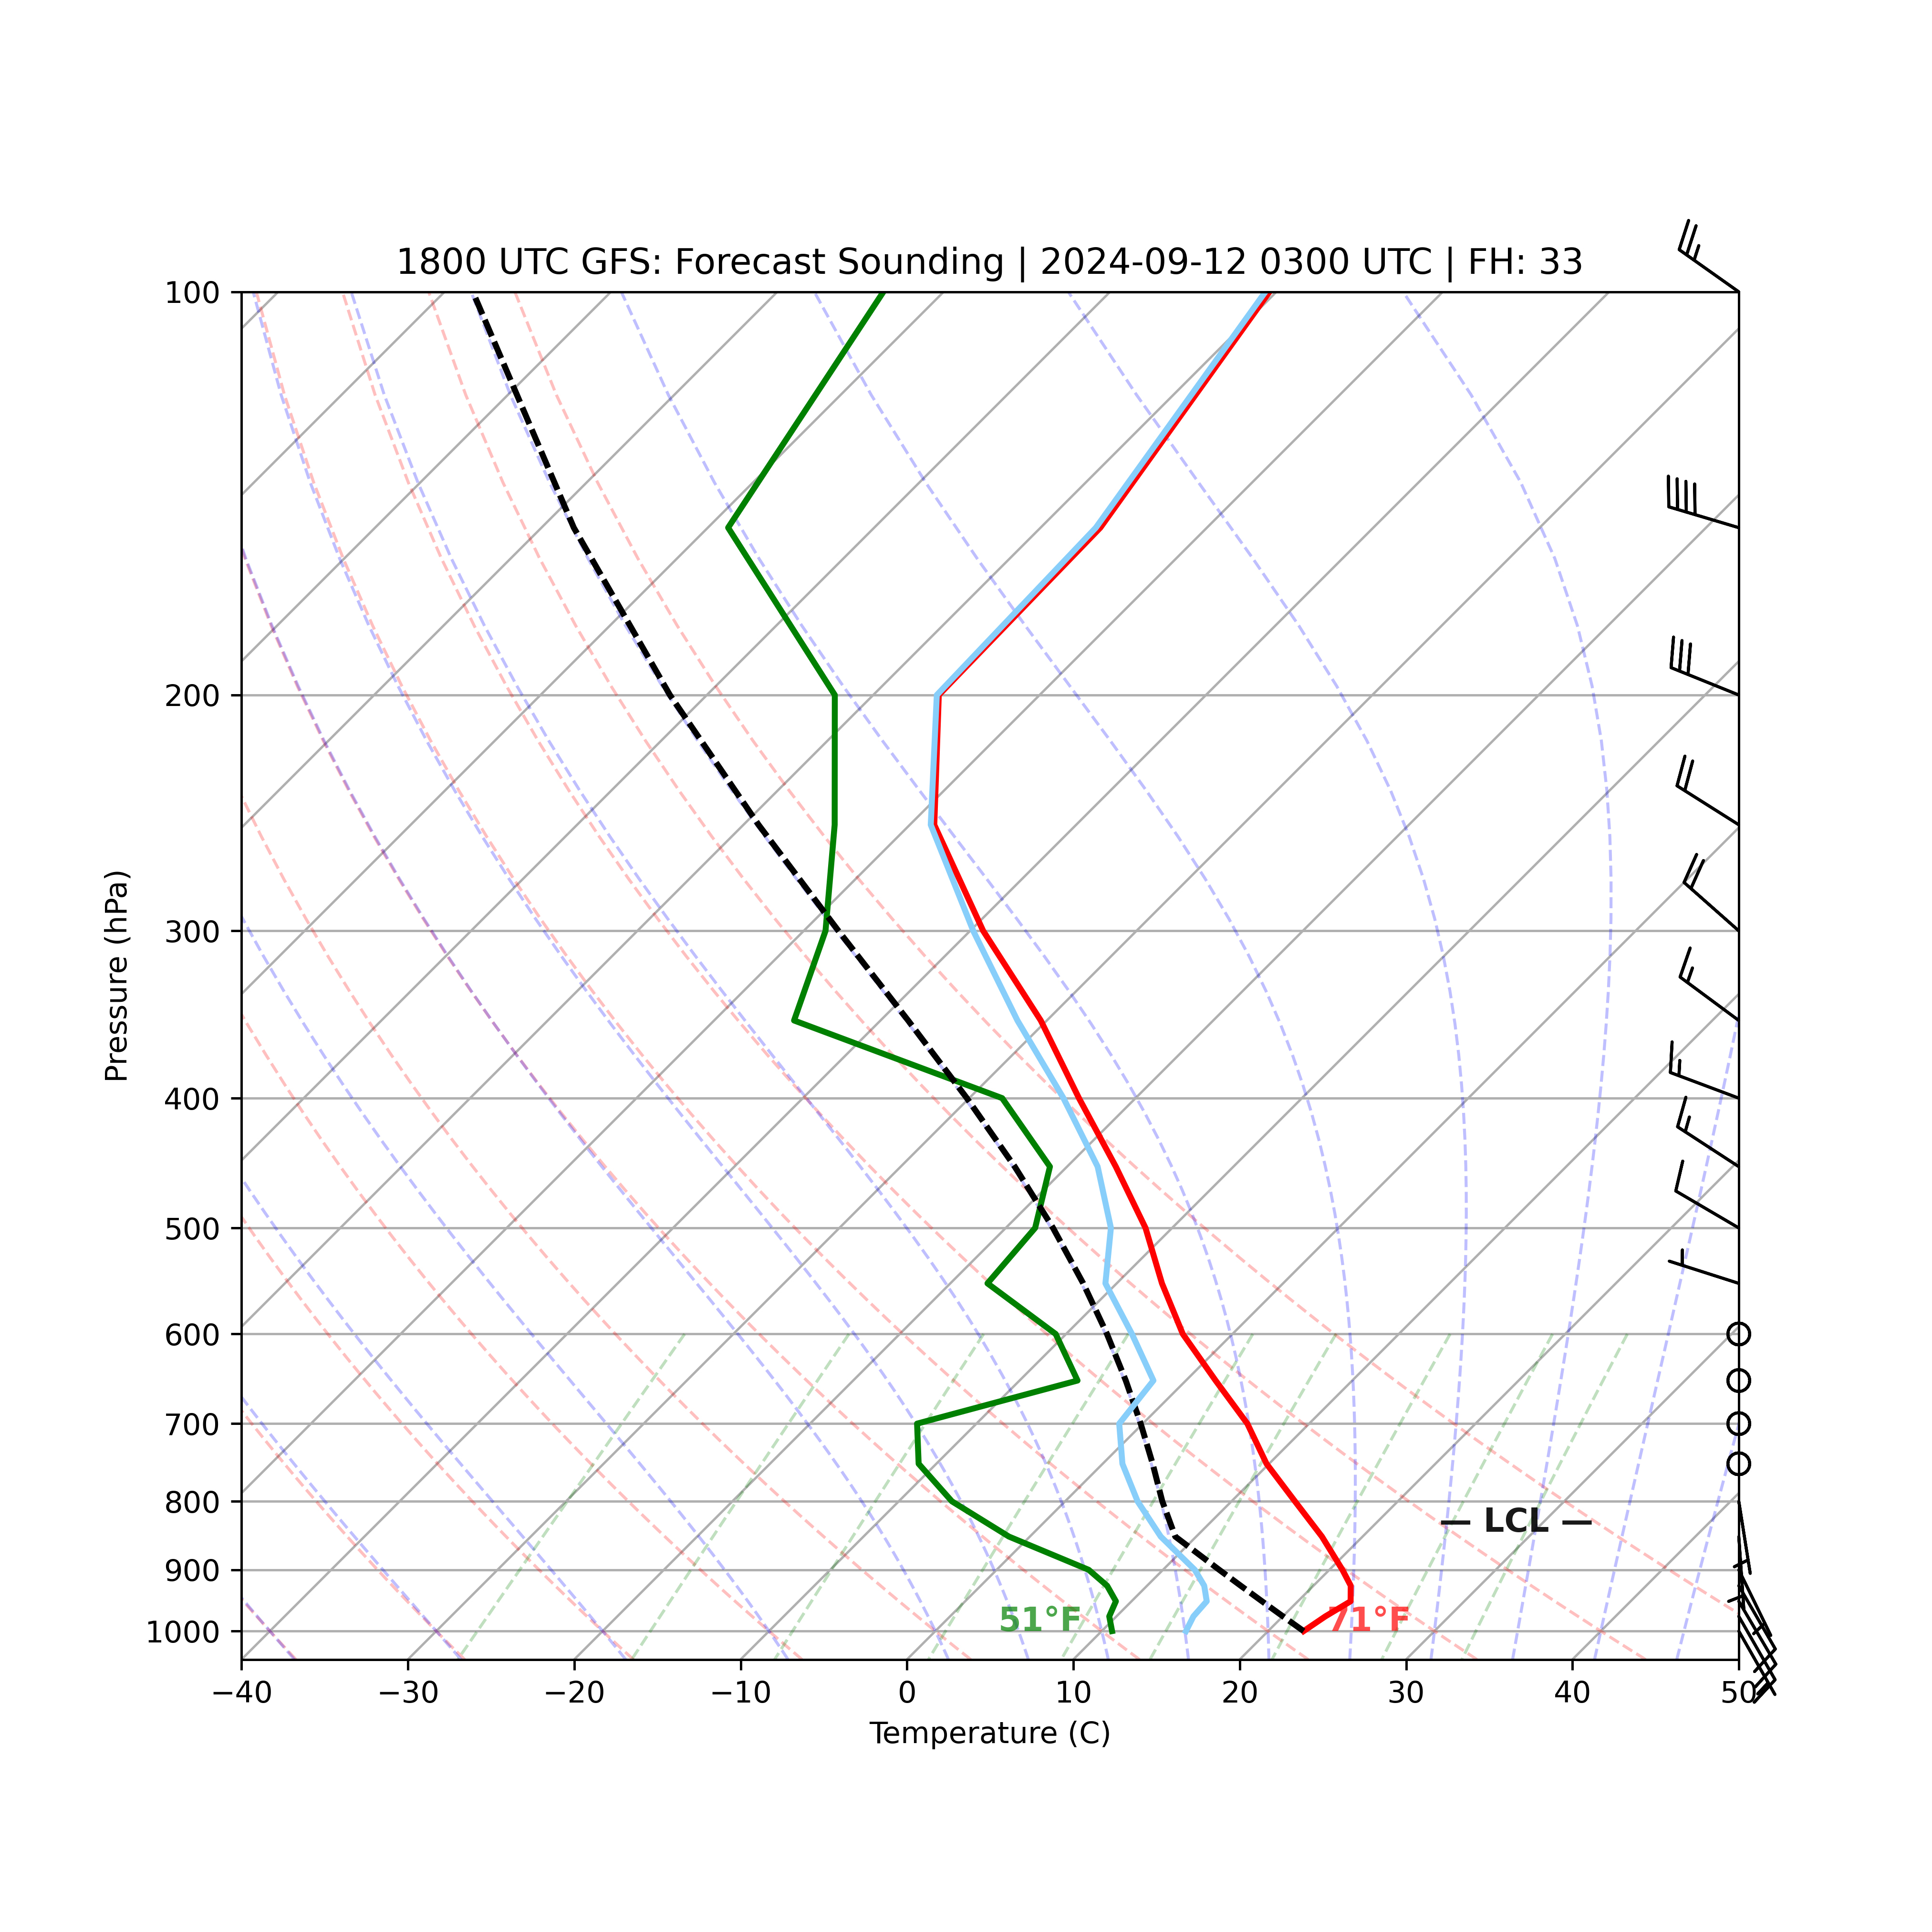 1800 UTC GFS: Forecast Sounding | 2024-09-12 0300 UTC | FH: 33
100
200
300
400
500
600
700
800
900
1000
Pressure (hPa)
— LCL —
51°F
71°F
−40 −30 −20 −10 0 10 20 30 40 50
Temperature (C)